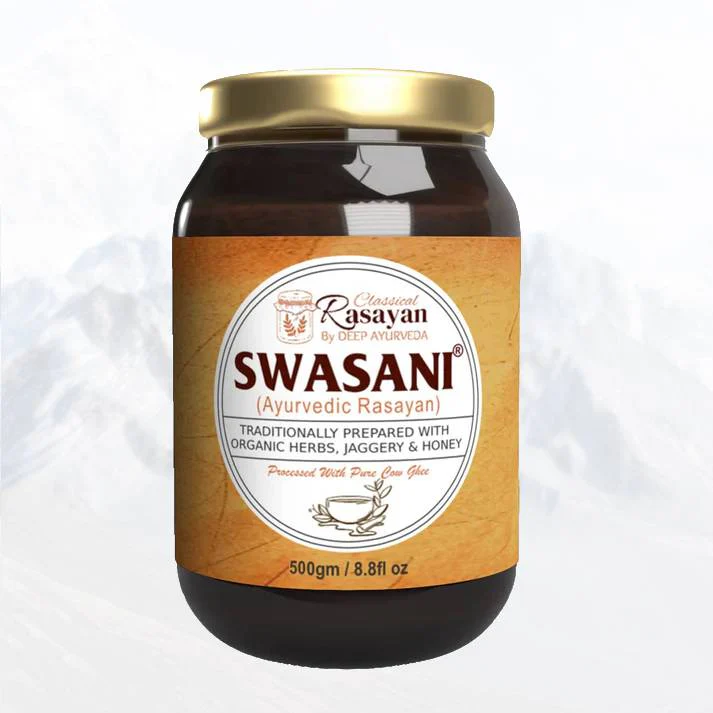 Classical
Rasayan
By DEEP AYURVEDA
SWASANI®
(Ayurvedic Rasayan)
TRADITIONALLY PREPARED WITH
ORGANIC HERBS, JAGGERY & HONEY
Processed With Pure Cow Ghee
500gm / 8.8fl oz